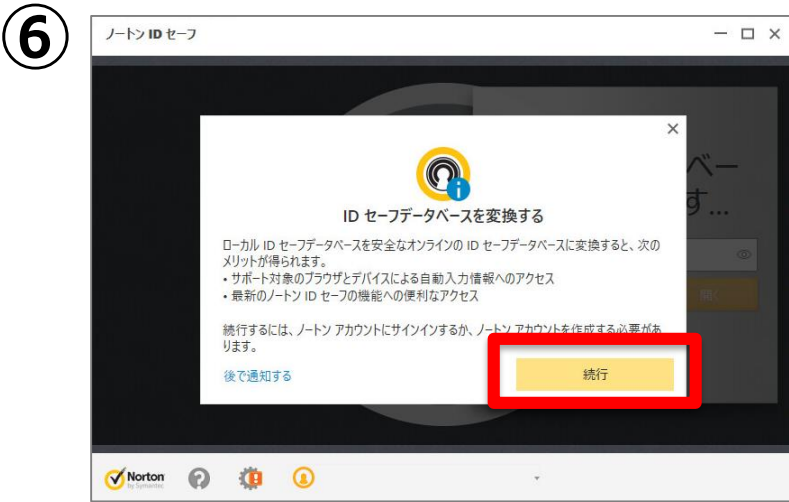 ⑥
ノートン ID セーフ
ベー
す...
ID セーフデータベースを変換する
ローカル ID セーフデータベースを安全なオンラインの ID セーフデータベースに変換すると、次の
メリットが得られます。
• サポート対象のブラウザとデバイスによる自動入力情報へのアクセス
• 最新のノートン ID セーフの機能への便利なアクセス
続行するには、ノートン アカウントにサインインするか、ノートン アカウントを作成する必要があ
ります。
開く
後で通知する
続行
Norton
by Symantec